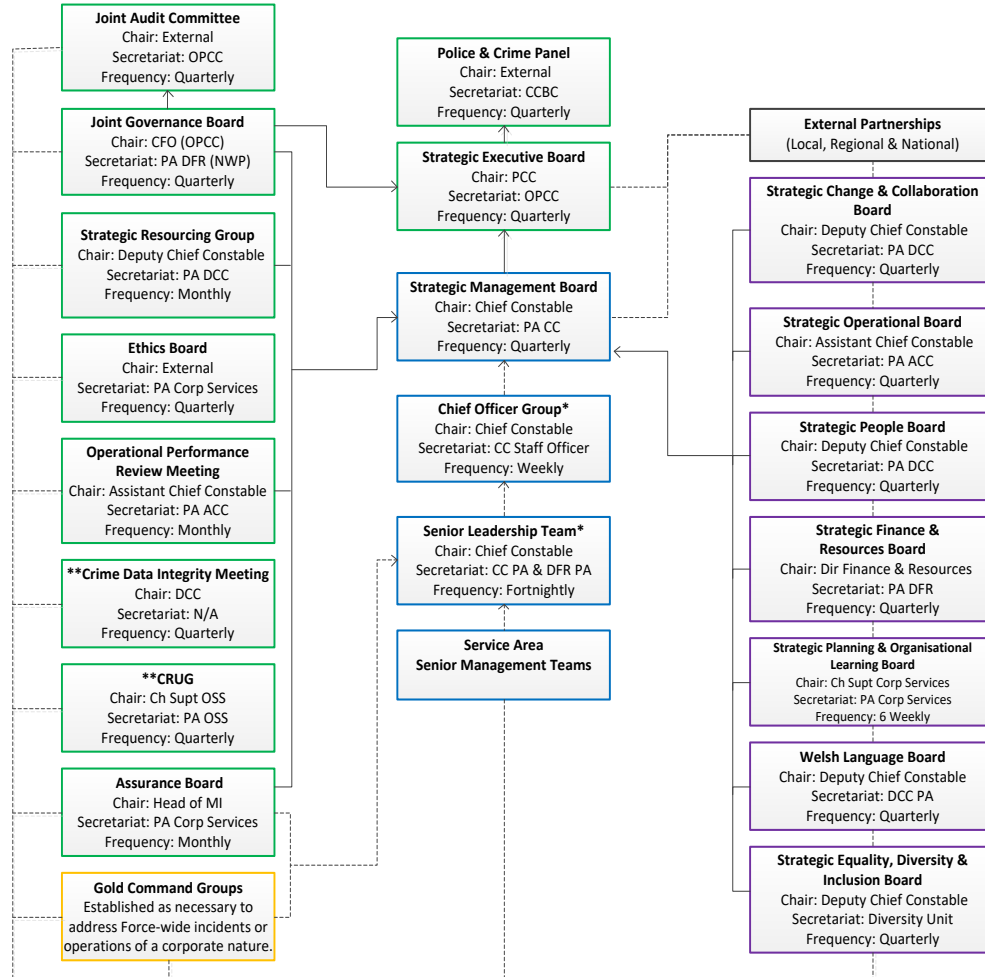 Joint Audit Committee
Chair: External
Secretariat: OPCC
Frequency: Quarterly
Joint Governance Board
Chair: CFO (OPCC)
Secretariat: PA DFR (NWP)
Frequency: Quarterly
Strategic Resourcing Group
Chair: Deputy Chief Constable
Secretariat: PA DCC
Frequency: Monthly
Ethics Board
Chair: External
Secretariat: PA Corp Services
Frequency: Quarterly
Operational Performance
Review Meeting
Chair: Assistant Chief Constable
Secretariat: PA ACC
Frequency: Monthly
**Crime Data Integrity Meeting
Chair: DCC
Secretariat: N/A
Frequency: Quarterly
**CRUG
Chair: Ch Supt OSS
Secretariat: PA OSS
Frequency: Quarterly
Assurance Board
Chair: Head of MI
Secretariat: PA Corp Services
Frequency: Monthly
Gold Command Groups
Established as necessary to
address Force-wide incidents or
operations of a corporate nature.
Police & Crime Panel
Chair: External
Secretariat: CCBC
Frequency: Quarterly
Strategic Executive Board
Chair: PCC
Secretariat: OPCC
Frequency: Quarterly
Strategic Management Board
Chair: Chief Constable
Secretariat: PA CC
Frequency: Quarterly
Chief Officer Group*
Chair: Chief Constable
Secretariat: CC Staff Officer
Frequency: Weekly
Senior Leadership Team*
Chair: Chief Constable
Secretariat: CC PA & DFR PA
Frequency: Fortnightly
Service Area
Senior Management Teams
External Partnerships
(Local, Regional & National)
Strategic Change & Collaboration
Board
Chair: Deputy Chief Constable
Secretariat: PA DCC
Frequency: Quarterly
Strategic Operational Board
Chair: Assistant Chief Constable
Secretariat: PA ACC
Frequency: Quarterly
Strategic People Board
Chair: Deputy Chief Constable
Secretariat: PA DCC
Frequency: Quarterly
Strategic Finance &
Resources Board
Chair: Dir Finance & Resources
Secretariat: PA DFR
Frequency: Quarterly
Strategic Planning & Organisational
Learning Board
Chair: Ch Supt Corp Services
Secretariat: PA Corp Services
Frequency: 6 Weekly
Welsh Language Board
Chair: Deputy Chief Constable
Secretariat: DCC PA
Frequency: Quarterly
Strategic Equality, Diversity &
Inclusion Board
Chair: Deputy Chief Constable
Secretariat: Diversity Unit
Frequency: Quarterly